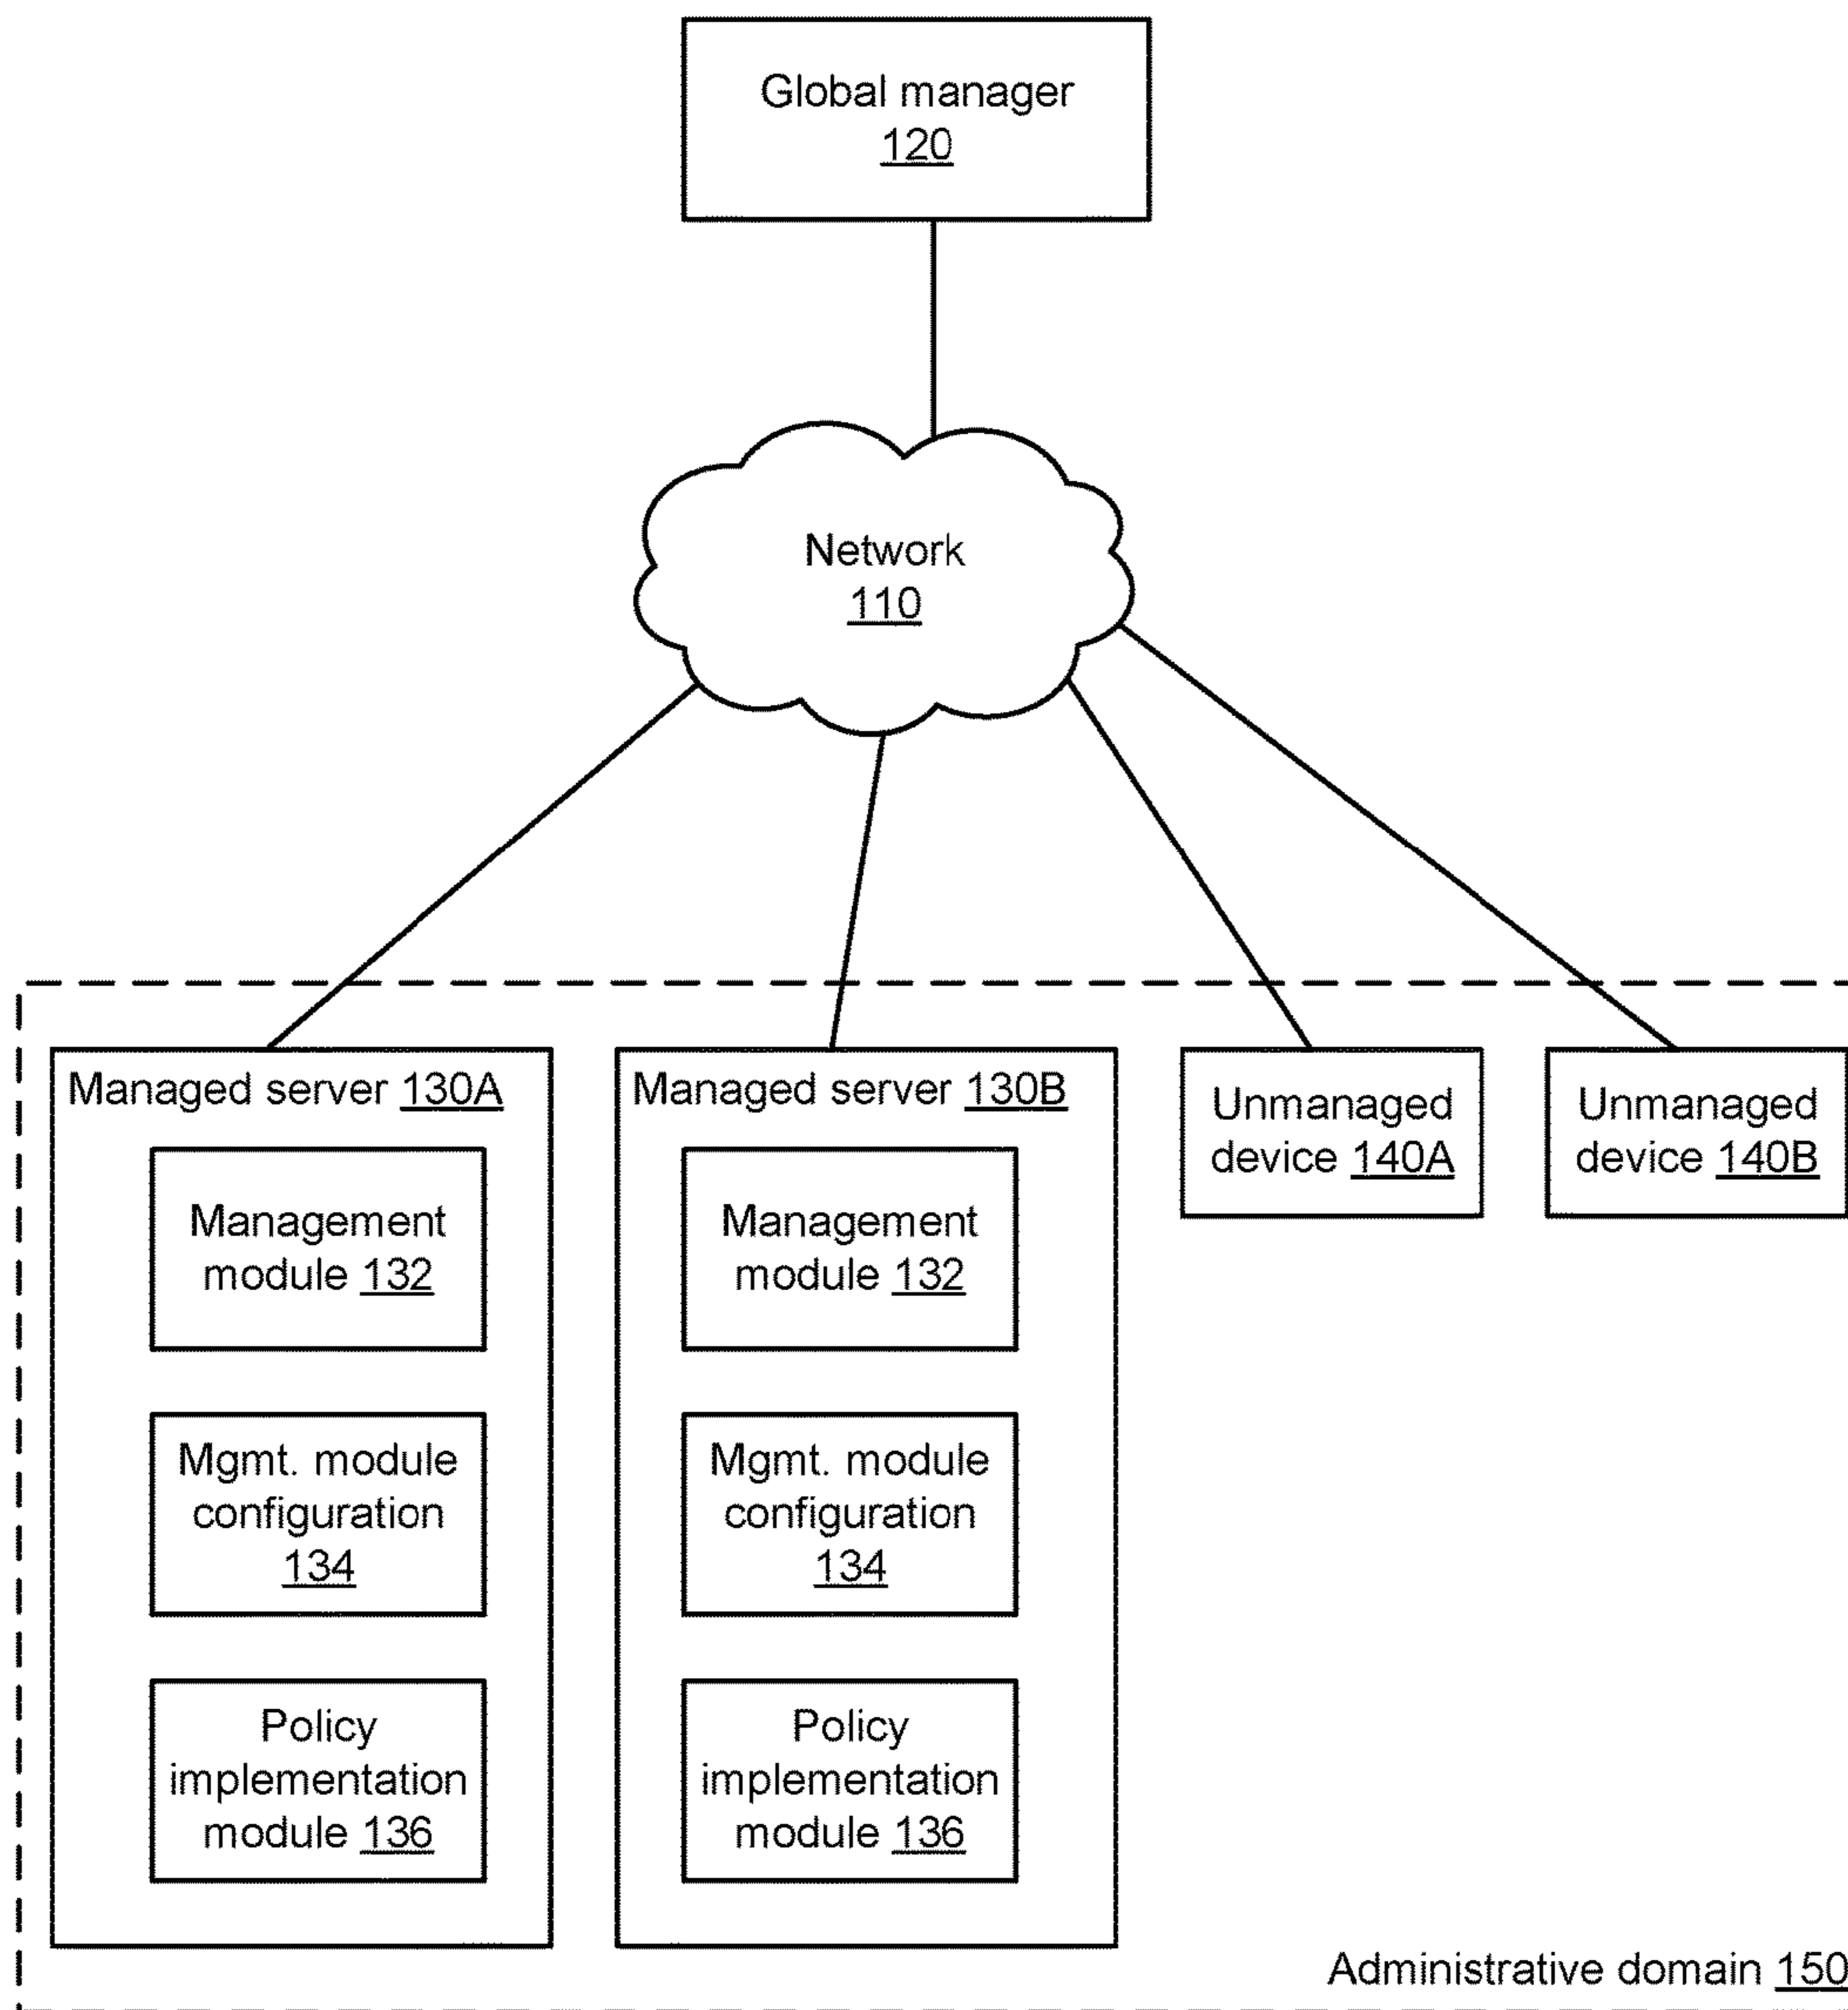 Global manager
120
Network
110
Managed server 130A
Management
module 132
Mgmt. module
configuration
134
Policy
implementation
module 136
Managed server 130B
Management
module 132
Mgmt. module
configuration
134
Policy
implementation
module 136
Unmanaged
device 140A
Unmanaged
device 140B
Administrative domain 150